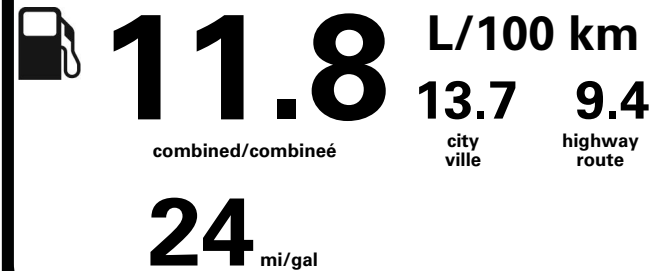 11.8 L/100 km
13.7 9.4
combined/combineé
city highway
ville route
24 mi/gal